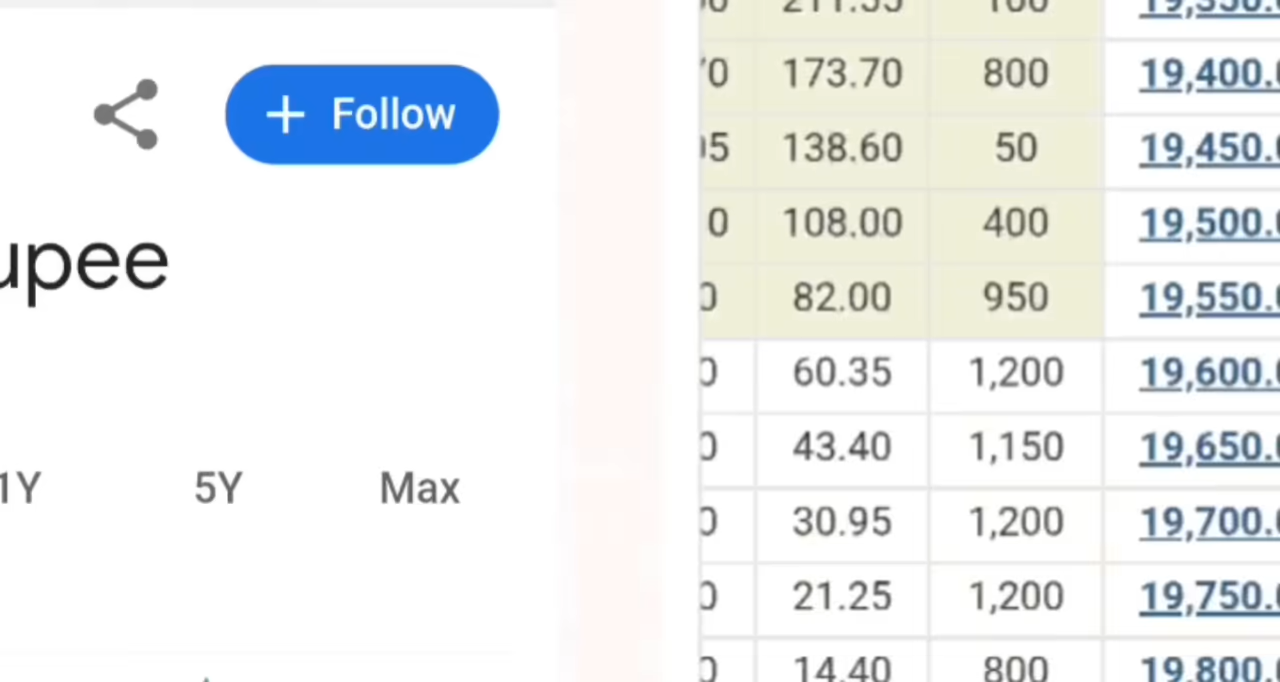 Follow
upee
1Y
5Y
Max
173.70 800 19,400.
138.60 50 19,450.
0 108.00 400 19,500.
82.00 950 19,550.
60.35 1,200 19,600.
43.40 1,150 19,650.
30.95 1,200 19,700.
21.25 1,200 19,750.
14.40 800 19,800.